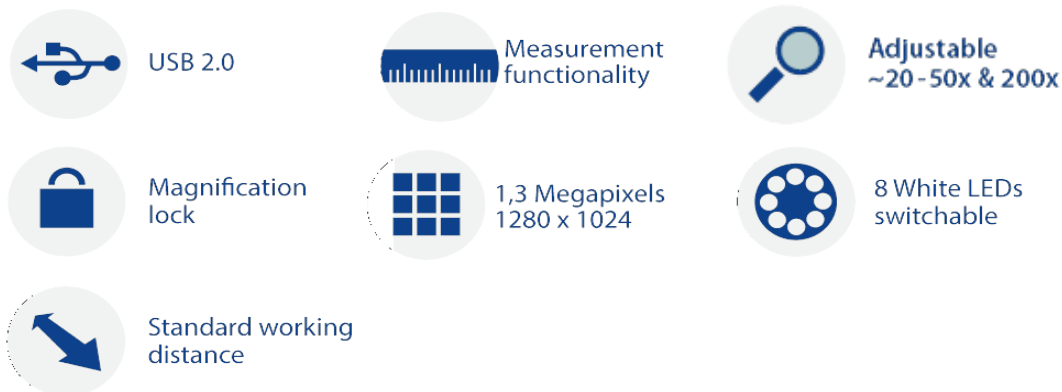 USB 2.0
Measurement
functionality
Adjustable
~20-50x & 200x
Magnification
lock
1,3 Megapixels
1280 x 1024
8 White LEDs
switchable
Standard working
distance